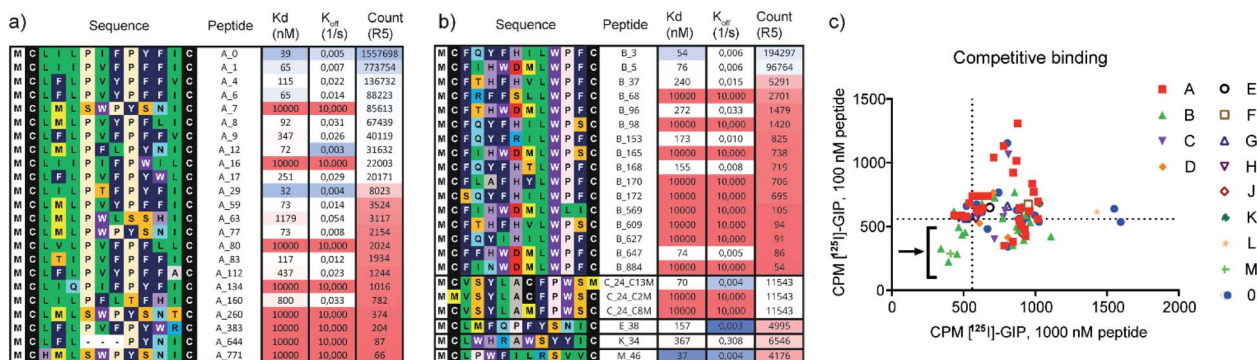 a)
Sequence Peptide Kd (nM) Koff (1/s) Count (R5)
M C L I L P I F P Y F I C A_0 39 0,005 1557698
M C L I L P V F P Y F I C A_1 65 0,007 773754
M C L F L P V Y P F F I C A_4 115 0,022 136732
M C L F L P V Y P F F V C A_6 65 0,014 88223
M C L M L S W P Y S N I C A_7 10000 10,000 85613
A_8 92 0,031 67439
A_9 347 0,026 40119
A_12 72 0,003 31632
A_16 10000 10,000 22003
A_17 251 0,029 20171
M C L I L P T F P Y F I C A_29 32 0,004 8023
A_59 73 0,014 3524
M C L M L P W L S S H I C A_63 1179 0,054 3117
M C L M L P W P Y S N I C A_77 73 0,008 2154
M C L V L P V F P F L L C A_80 10000 10,000 2024
M C L T I P V F P Y F I C A_83 117 0,012 1934
A_112 437 0,023 1244
M C L I Q P I F P Y F I C A_134 10000 10,000 1016
A_160 800 0,033 782
M C L M L S W P Y S N T C A_260 10000 10,000 374
A_383 10000 10,000 204
A_644 10000 10,000 87
M C H M L S W P Y S N I C A_771 10000 10,000 66
b)
Sequence Peptide Kd (nM) Koff (1/s) Count (R5)
M C F Q Y F H I L W P F C B_3 54 0,006 194297
M C F I H W D M L W P F C B_5 76 0,006 96764
M C F T H F H V L W P F C B_37 240 0,015 5291
M C F R F F S L L W P F C B_68 10000 10,000 2701
M C F T H W D M L W P F C B_96 272 0,033 1479
M C F Q Y F H I L W S F C B_98 10000 10,000 1420
M C F Q Y F R I L W P F C B_153 173 0,010 825
M C F I H W D M L W S F C B_165 10000 10,000 738
M C F Q Y F H T L W P F C B_168 155 0,008 719
M C F L A F H Y L W P F C B_170 10000 10,000 706
M C S Q Y F H I L W P F C B_172 10000 10,000 695
M C F I H W D M L W L I C B_569 10000 10,000 105
M C F T H F H V L W S F C B_609 10000 10,000 94
M C F Q Y I H I L W P F C B_627 10000 10,000 91
B_647 74 0,005 86
M C F I N W D M L W P F C B_884 10000 10,000 54
M C V S Y L A C F P W S M C_24_C13M 70 0,004 11543
M M V S Y L A C F P W S C C_24_C2M 10000 10,000 11543
M C V S Y L A M F P W S C C_24_C8M 10000 10,000 11543
M C L F M Q P F Y S N I C E_38 157 0,003 4995
K_34 367 0,308 6546
M C L P W F I L R S V V C M_46 37 0,004 4176
c)
Competitive binding
CPM [125I]-GIP, 100 nM peptide
1500
1000
500
0
0 500 1000 1500 2000
CPM [125I]-GIP, 1000 nM peptide
A
B
C
D
E
F
G
H
J
K
L
M
0